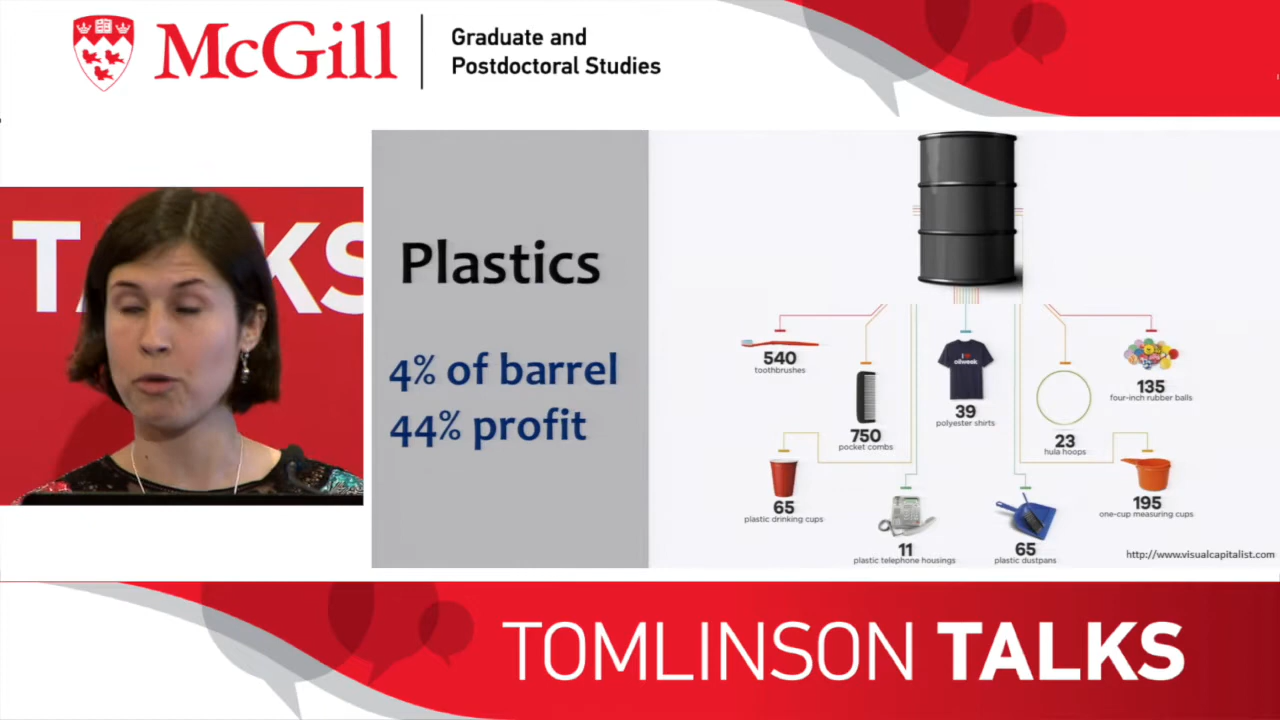 McGill
Graduate and
Postdoctoral Studies
TALKS
Plastics
4% of barrel
44% profit
540
toothbrushes
750
pocket combs
I ♥
oilweek
39
polyester shirts
23
hula hoops
135
four-inch rubber balls
65
plastic drinking cups
11
plastic telephone housings
65
plastic dustpans
195
one-cup measuring cups
http://www.visualcapitalist.com
TOMLINSON TALKS